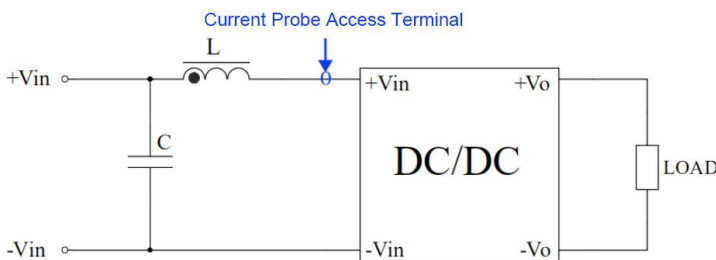 Current Probe Access Terminal
L
+Vin
+Vin
+Vo
C
DC/DC
LOAD
-Vin
-Vin
-Vo